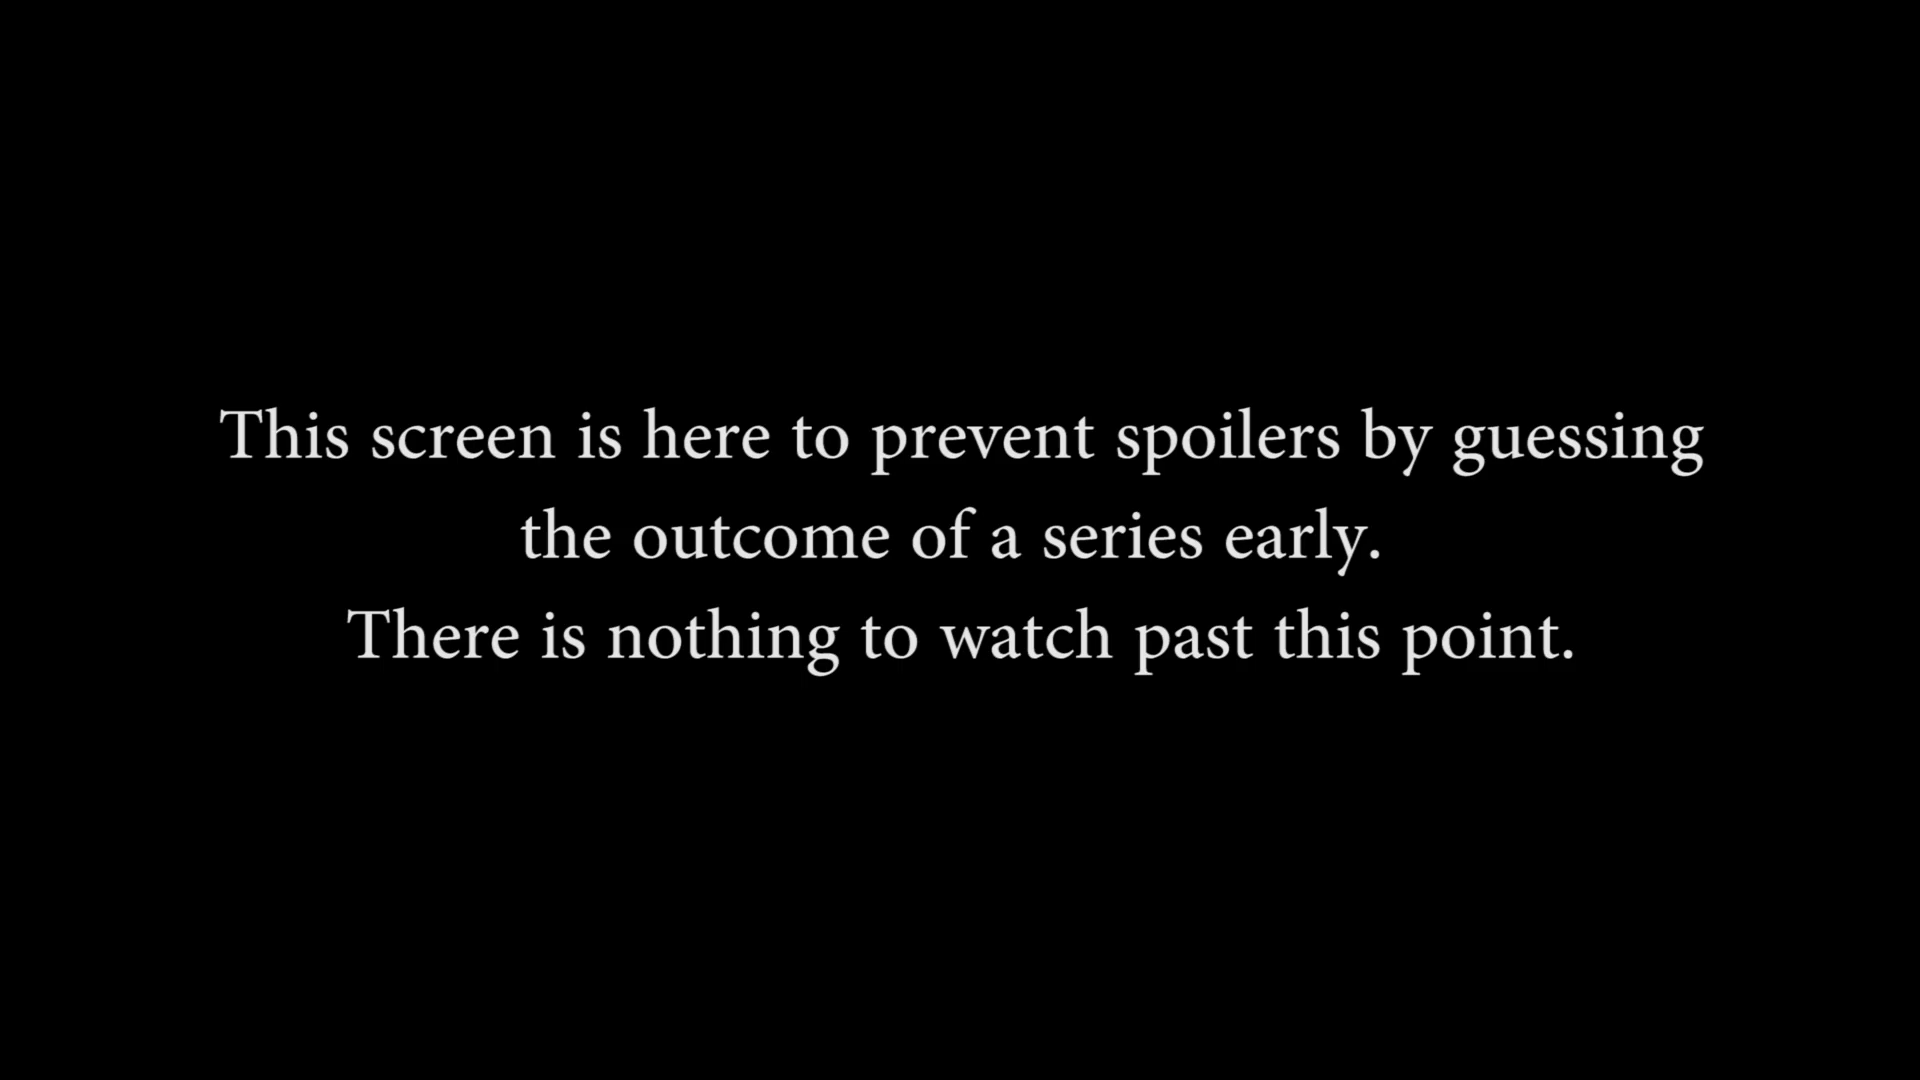 This screen is here to prevent spoilers by guessing
the outcome of a series early.
There is nothing to watch past this point.